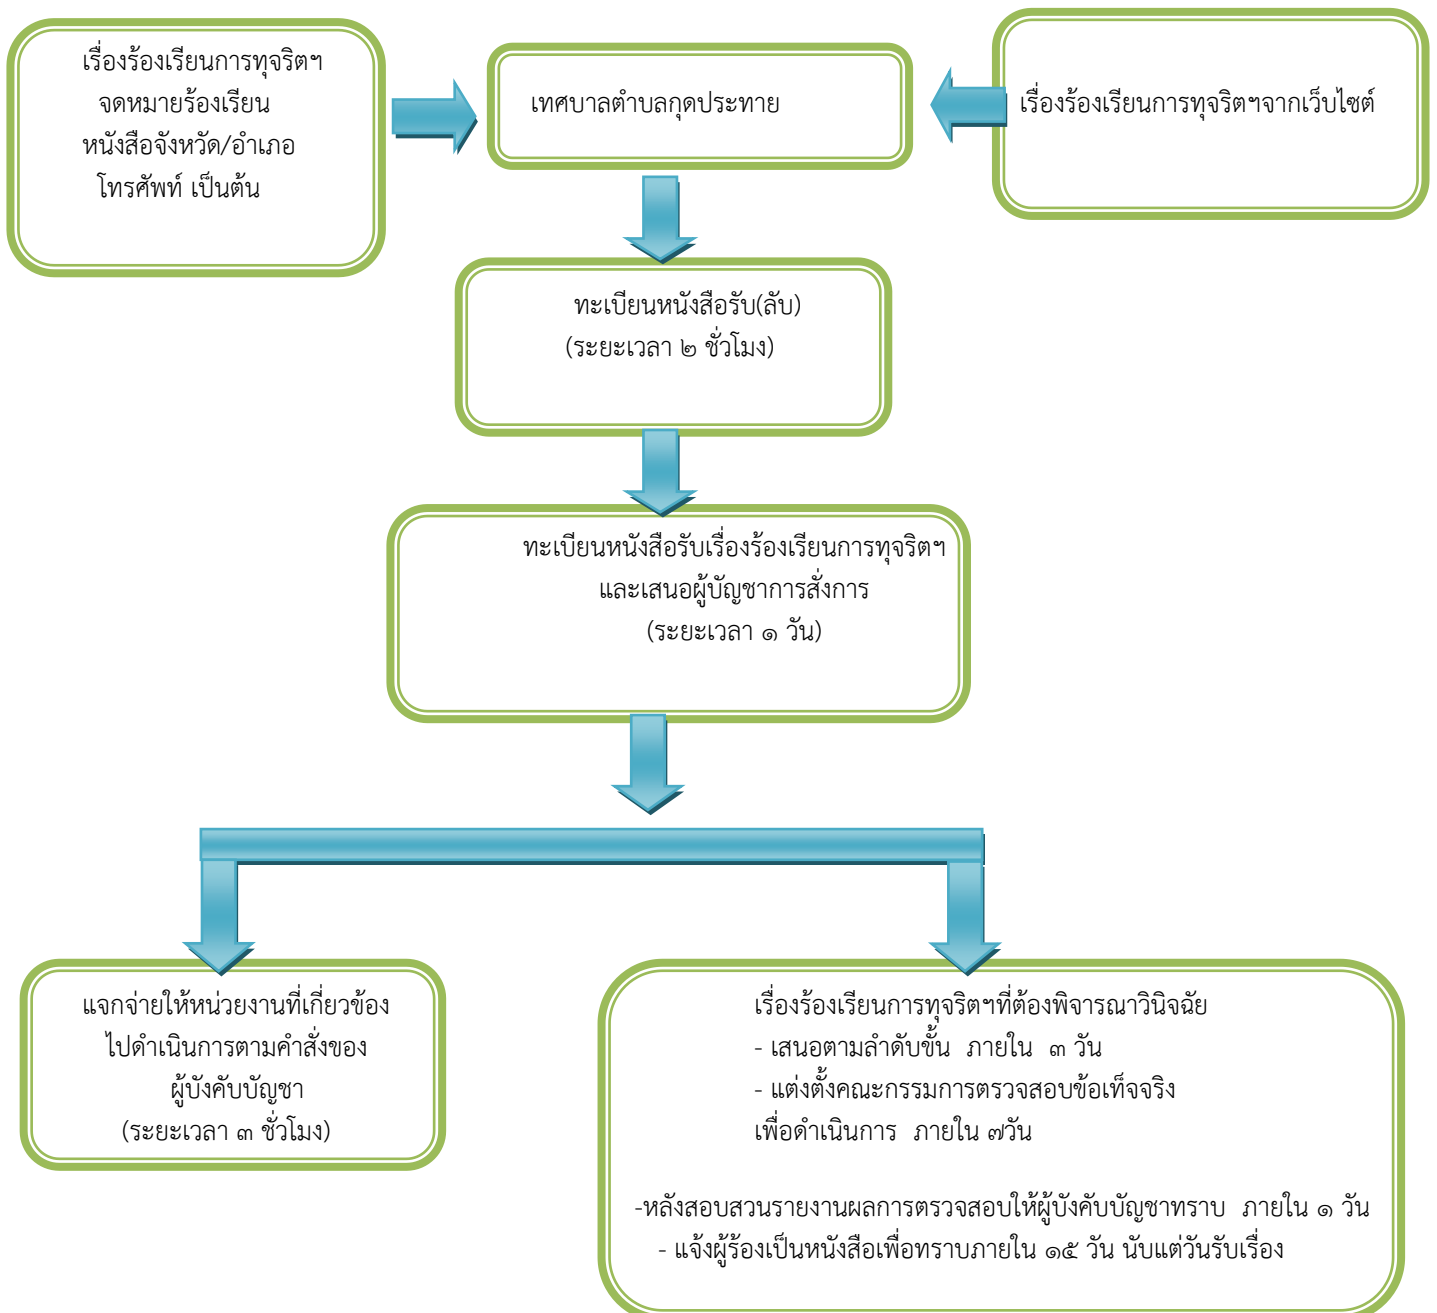 เรื่องร้องเรียนการทุจริตฯ
จดหมายร้องเรียน
หนังสือจังหวัด/อำเภอ
โทรศัพท์ เป็นต้น
เทศบาลตำบลกุดประทาย
เรื่องร้องเรียนการทุจริตฯจากเว็บไซต์
ทะเบียนหนังสือรับ(ลับ)
(ระยะเวลา ๒ ชั่วโมง)
ทะเบียนหนังสือรับเรื่องร้องเรียนการทุจริตฯ
และเสนอผู้บัญชาการสั่งการ
(ระยะเวลา ๑ วัน)
แจกจ่ายให้หน่วยงานที่เกี่ยวข้อง
ไปดำเนินการตามคำสั่งของ
ผู้บังคับบัญชา
(ระยะเวลา ๓ ชั่วโมง)
เรื่องร้องเรียนการทุจริตฯที่ต้องพิจารณาวินิจฉัย
- เสนอตามลำดับขั้น ภายใน ๓ วัน
- แต่งตั้งคณะกรรมการตรวจสอบข้อเท็จจริง
เพื่อดำเนินการ ภายใน ๗วัน
-หลังสอบสวนรายงานผลการตรวจสอบให้ผู้บังคับบัญชาทราบ ภายใน ๑ วัน
- แจ้งผู้ร้องเป็นหนังสือเพื่อทราบภายใน ๑๕ วัน นับแต่วันรับเรื่อง